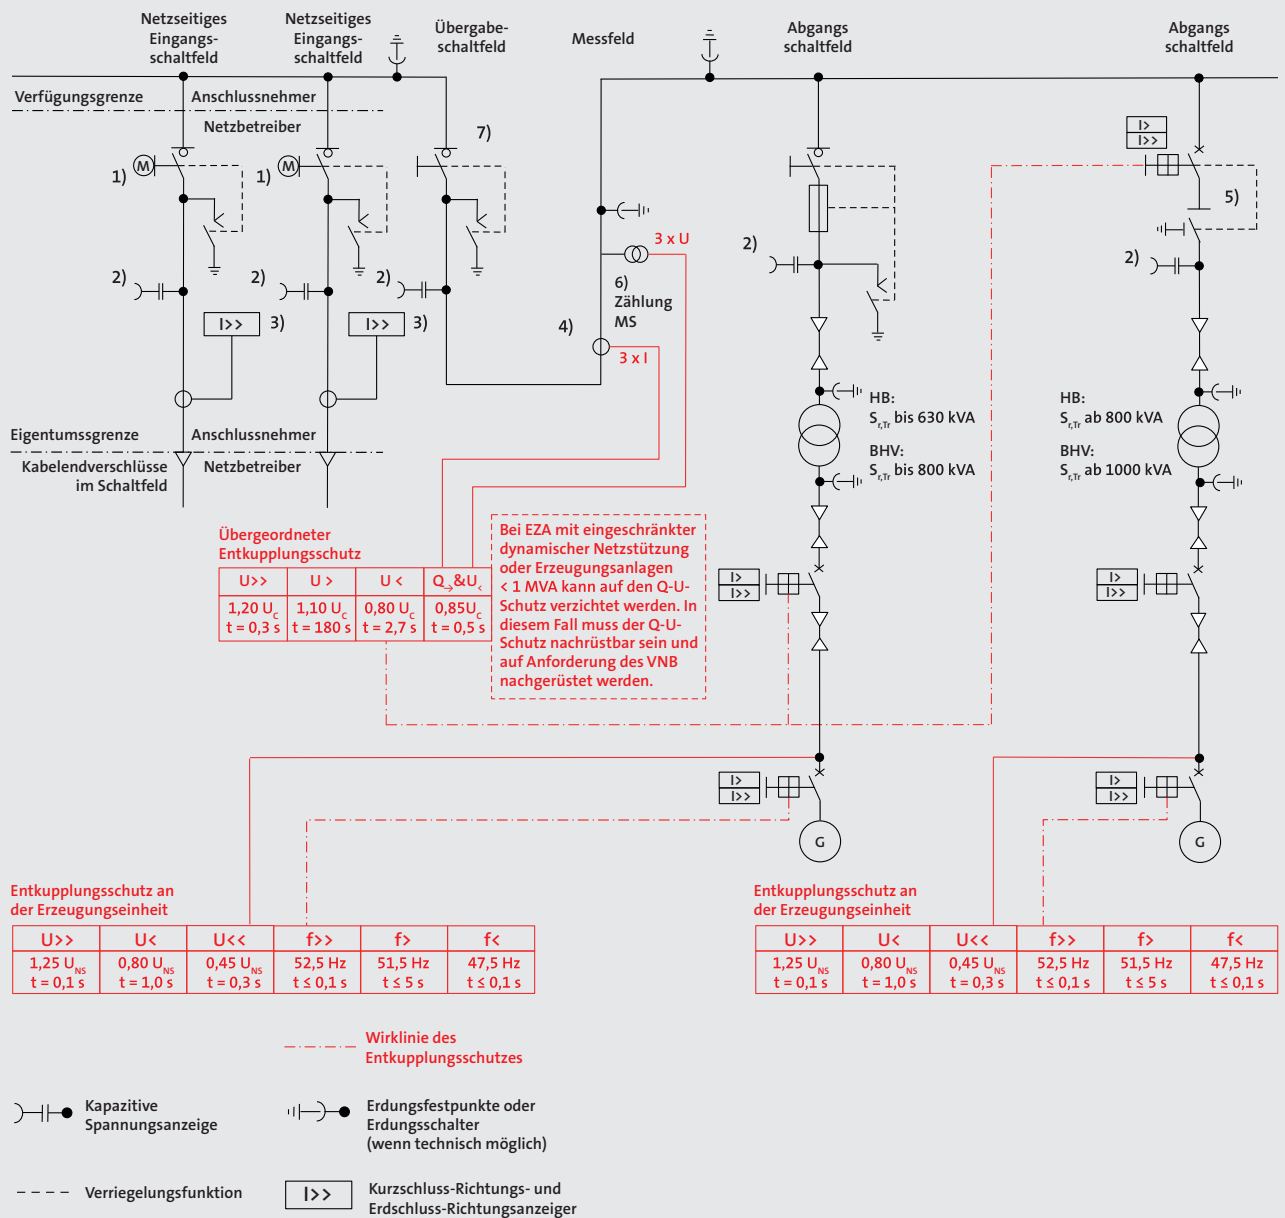 Netzseitiges
Eingangs-
schaltfeld
Netzseitiges
Eingangs-
schaltfeld
Übergabe-
schaltfeld
Messfeld
Abgangs
schaltfeld
Abgangs
schaltfeld
Verfügungsgrenze
Anschlussnehmer
Netzbetreiber
1)
M
1)
M
7)
I>
I>>
5)
2)
2)
2)
3 x U
2)
2)
6)
Zählung
MS
I>>
3)
I>>
3)
4)
3 x I
HB:
Sr,Tr bis 630 kVA
BHV:
Sr,Tr bis 800 kVA
HB:
Sr,Tr ab 800 kVA
BHV:
Sr,Tr ab 1000 kVA
Eigentumssgrenze
Anschlussnehmer
Kabelendverschlüsse
im Schaltfeld
Netzbetreiber
Übergeordneter
Entkupplungsschutz
U>> U > U < Q→&U<
1,20 Uc 1,10 Uc 0,80 Uc 0,85Uc
t = 0,3 s t = 180 s t = 2,7 s t = 0,5 s
Bei EZA mit eingeschränkter
dynamischer Netzstützung
oder Erzeugungsanlagen
< 1 MVA kann auf den Q-U-
Schutz verzichtet werden. In
diesem Fall muss der Q-U-
Schutz nachrüstbar sein und
auf Anforderung des VNB
nachgerüstet werden.
I>
I>>
I>
I>>
I>
I>>
G
I>
I>>
G
Entkupplungsschutz an
der Erzeugungseinheit
U>> U< U<< f>> f> f<
1,25 UNS 0,80 UNS 0,45 UNS 52,5 Hz 51,5 Hz 47,5 Hz
t = 0,1 s t = 1,0 s t = 0,3 s t ≤ 0,1 s t ≤ 5 s t ≤ 0,1 s
Entkupplungsschutz an
der Erzeugungseinheit
U>> U< U<< f>> f> f<
1,25 UNS 0,80 UNS 0,45 UNS 52,5 Hz 51,5 Hz 47,5 Hz
t = 0,1 s t = 1,0 s t = 0,3 s t ≤ 0,1 s t ≤ 5 s t ≤ 0,1 s
Wirklinie des
Entkupplungsschutzes
Kapazitive
Spannungsanzeige
Erdungsfestpunkte oder
Erdungsschalter
(wenn technisch möglich)
Verriegelungsfunktion
I>>
Kurzschluss-Richtungs- und
Erdschluss-Richtungsanzeiger